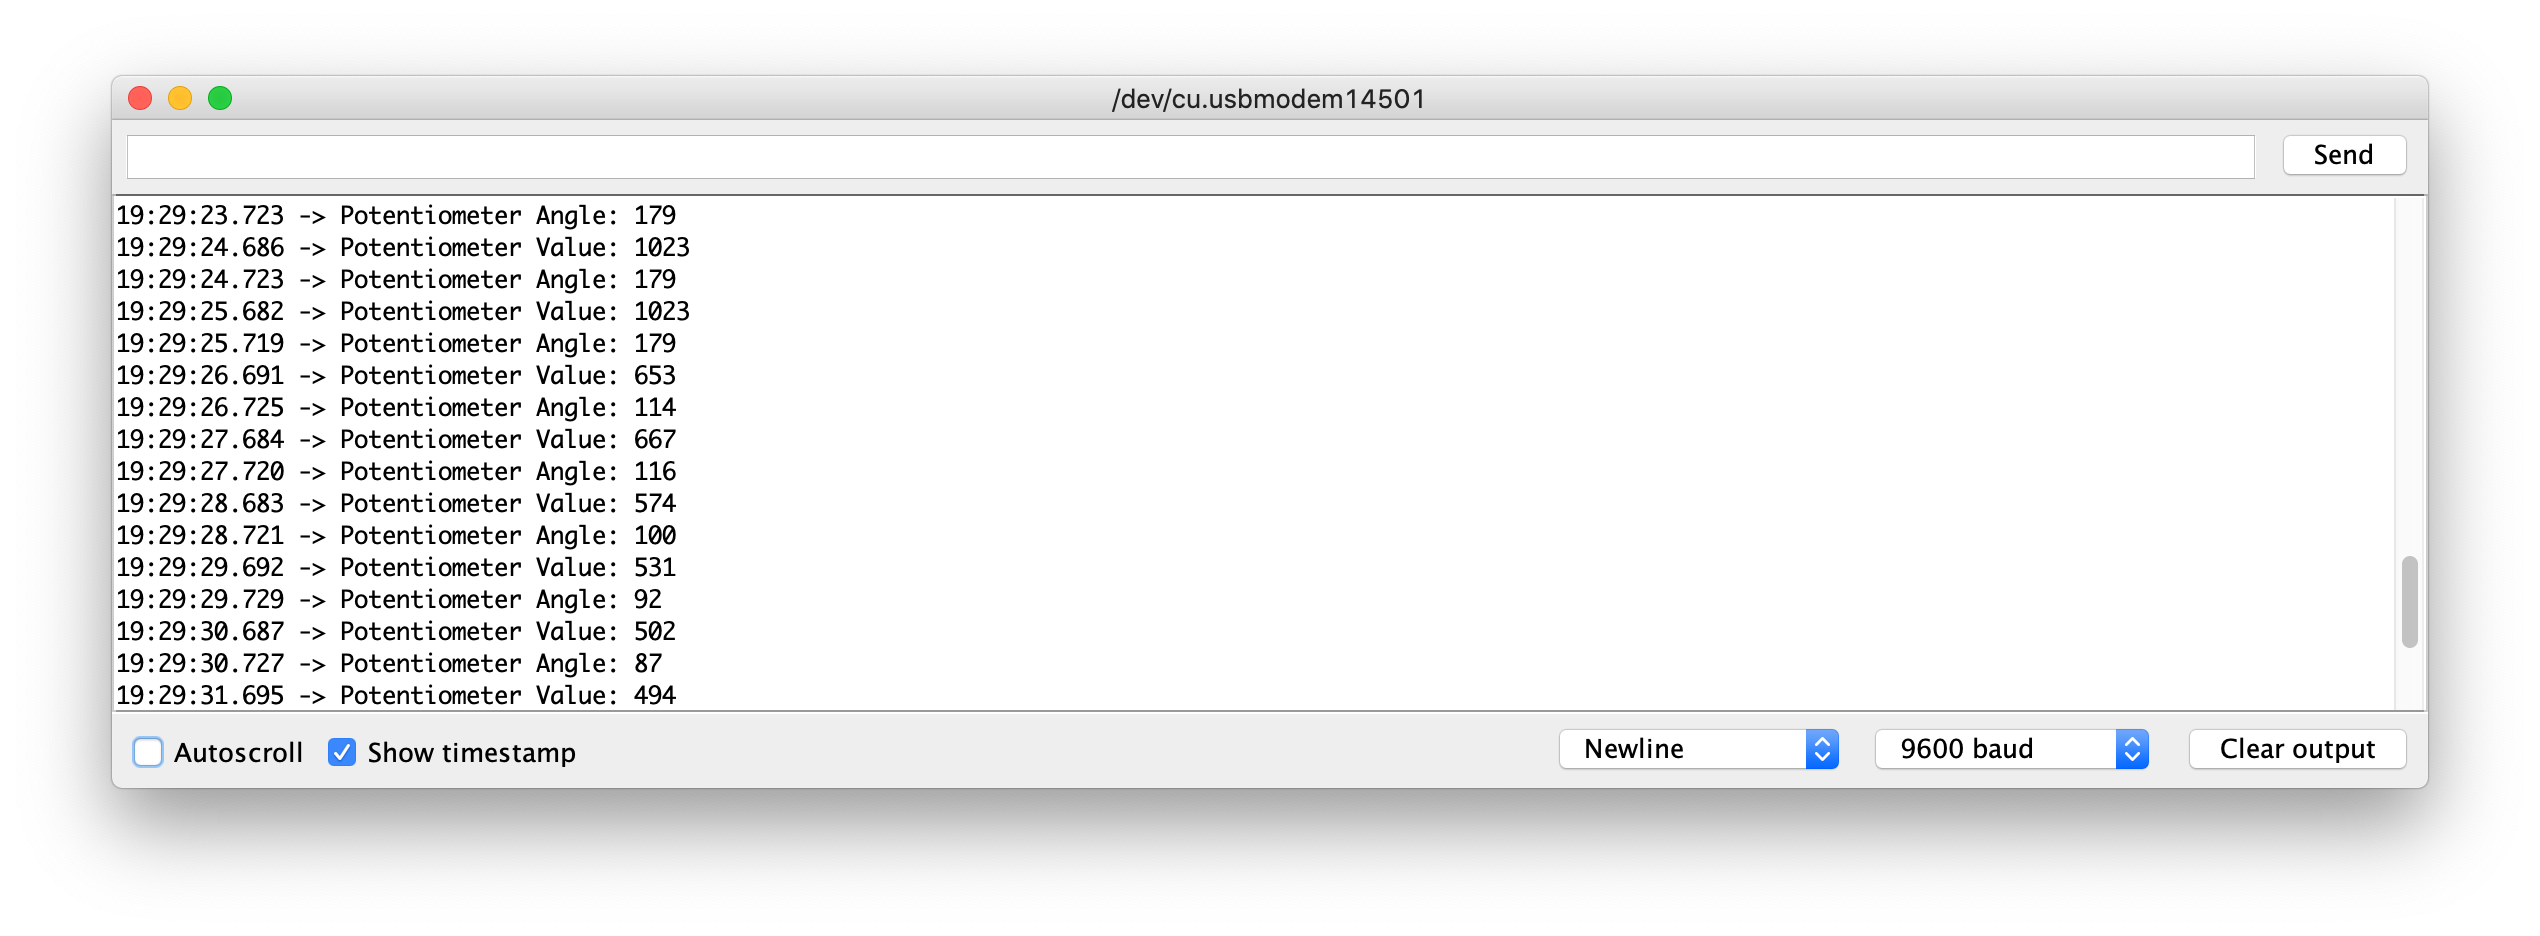 /dev/cu.usbmodem14501
Send
19:29:23.723 -> Potentiometer Angle: 179
19:29:24.686 -> Potentiometer Value: 1023
19:29:24.723 -> Potentiometer Angle: 179
19:29:25.682 -> Potentiometer Value: 1023
19:29:25.719 -> Potentiometer Angle: 179
19:29:26.691 -> Potentiometer Value: 653
19:29:26.725 -> Potentiometer Angle: 114
19:29:27.684 -> Potentiometer Value: 667
19:29:27.720 -> Potentiometer Angle: 116
19:29:28.683 -> Potentiometer Value: 574
19:29:28.721 -> Potentiometer Angle: 100
19:29:29.692 -> Potentiometer Value: 531
19:29:29.729 -> Potentiometer Angle: 92
19:29:30.687 -> Potentiometer Value: 502
19:29:30.727 -> Potentiometer Angle: 87
19:29:31.695 -> Potentiometer Value: 494
Autoscroll Show timestamp Newline 9600 baud Clear output